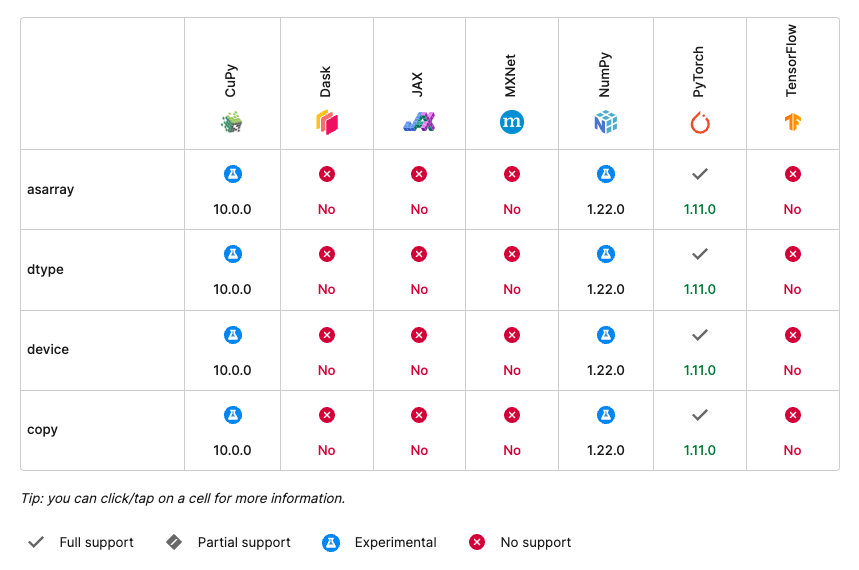 CuPy Dask JAX MXNet NumPy PyTorch TensorFlow
m
asarray
10.0.0 No No No 1.22.0 1.11.0 No
dtype
10.0.0 No No No 1.22.0 1.11.0 No
device
10.0.0 No No No 1.22.0 1.11.0 No
copy
10.0.0 No No No 1.22.0 1.11.0 No
Tip: you can click/tap on a cell for more information.
Full support Partial support Experimental No support